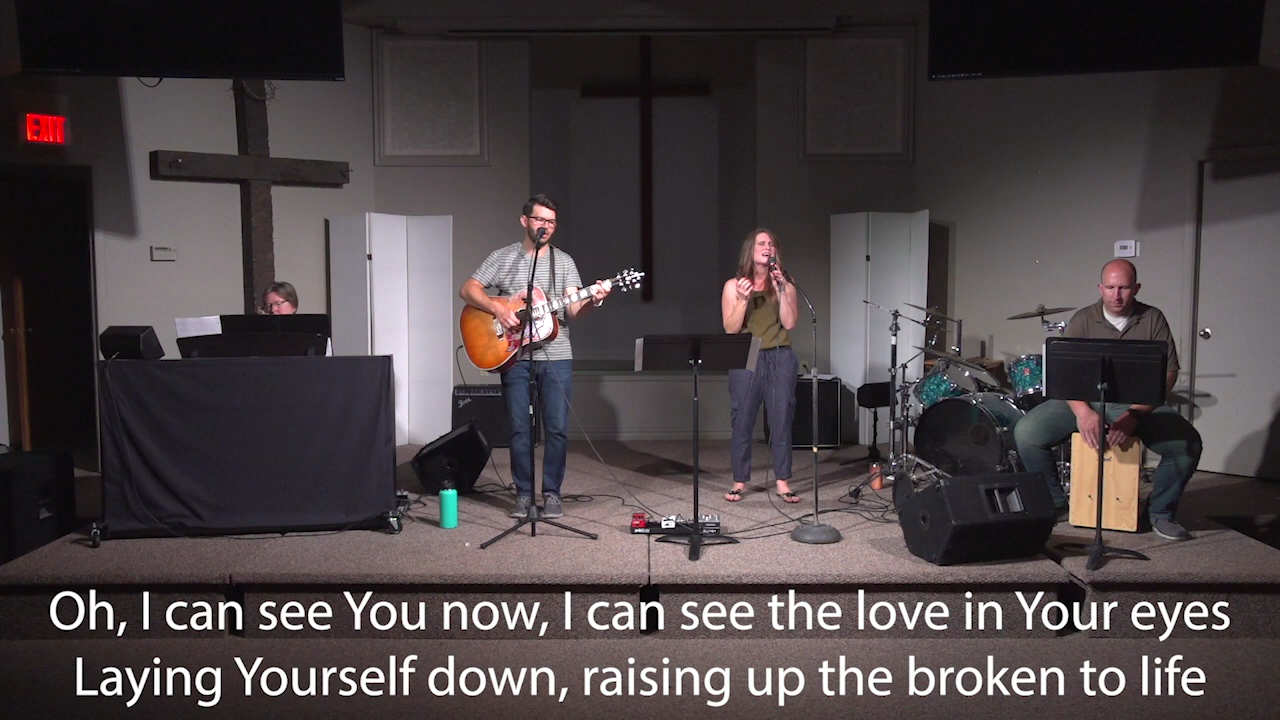 EXIT
Fender
Oh, I can see You now, I can see the love in Your eyes
Laying Yourself down, raising up the broken to life